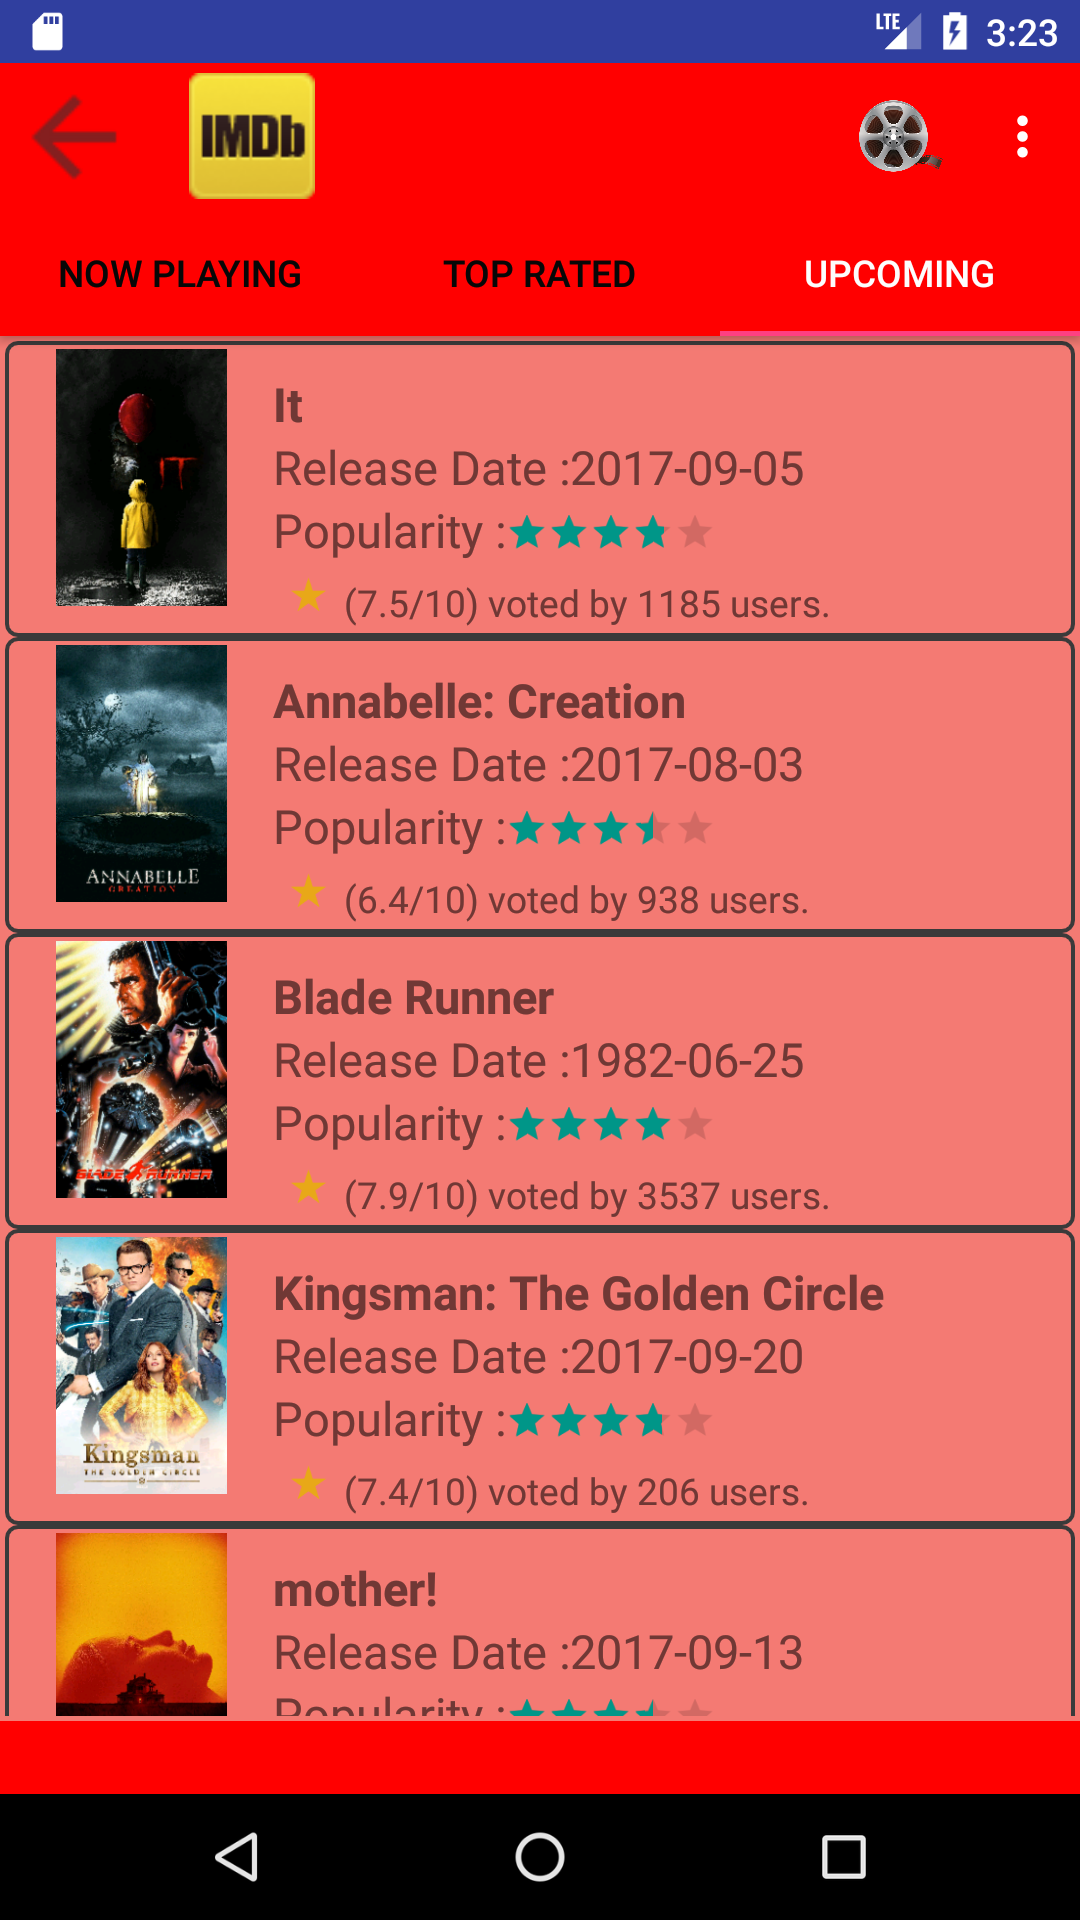 LTE 3:23
IMDb
NOW PLAYING TOP RATED UPCOMING
IT
It
Release Date :2017-09-05
Popularity :
(7.5/10) voted by 1185 users.
ANNABELLE
CREATION
Annabelle: Creation
Release Date :2017-08-03
Popularity :
(6.4/10) voted by 938 users.
BLADE RUNNER
Blade Runner
Release Date :1982-06-25
Popularity :
(7.9/10) voted by 3537 users.
Kingsman
THE GOLDEN CIRCLE
Kingsman: The Golden Circle
Release Date :2017-09-20
Popularity :
(7.4/10) voted by 206 users.
mother!
Release Date :2017-09-13
Popularity :